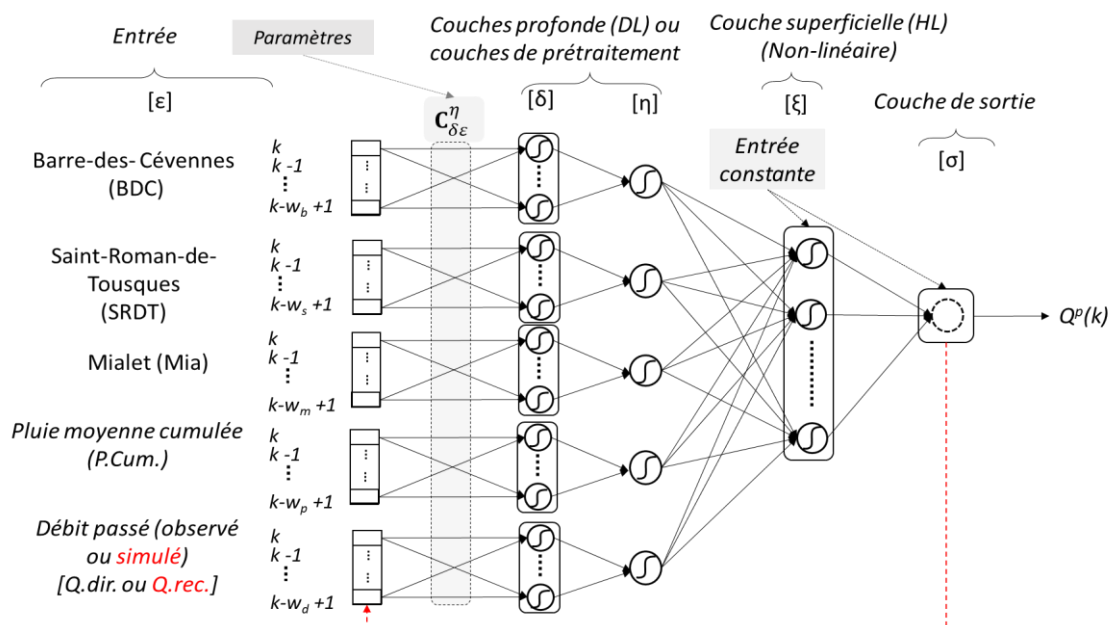 Entrée
Paramètres
Couches profonde (DL) ou
couches de prétraitement
Couche superficielle (HL)
(Non-linéaire)
[ε]
[δ]
[η]
[ξ]
Couche de sortie
[σ]
C^η_δε
Entrée
constante
Barre-des- Cévennes
(BDC)
k
k -1
k-w_b +1
Saint-Roman-de-
Tousques
(SRDT)
k
k -1
k-w_s +1
Q^p(k)
Mialet (Mia)
k
k -1
k-w_m +1
Pluie moyenne cumulée
(P.Cum.)
k
k -1
k-w_p +1
Débit passé (observé
ou simulé)
[Q.dir. ou Q.rec.]
k
k -1
k-w_d +1